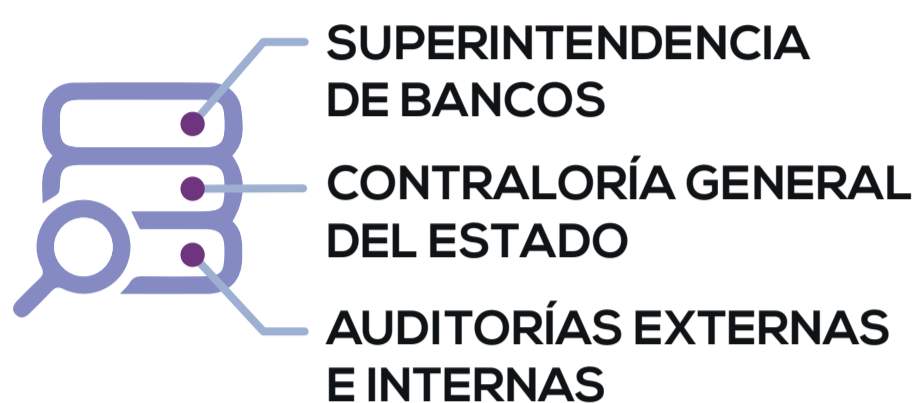 SUPERINTENDENCIA
DE BANCOS
CONTRALORÍA GENERAL
DEL ESTADO
AUDITORÍAS EXTERNAS
E INTERNAS